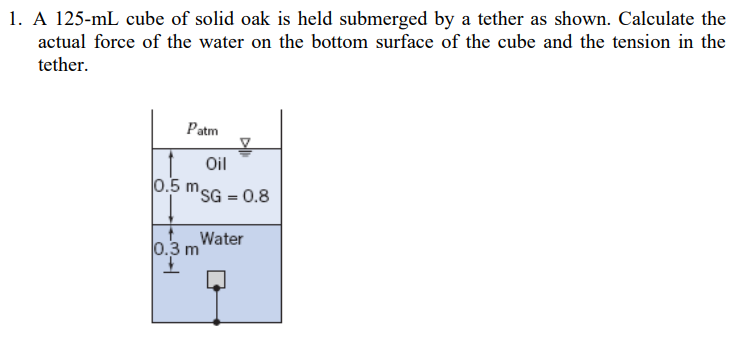 1. A 125-mL cube of solid oak is held submerged by a tether as shown. Calculate the
actual force of the water on the bottom surface of the cube and the tension in the
tether.
Patm
Oil
0.5 m
SG = 0.8
Water
0.3 m